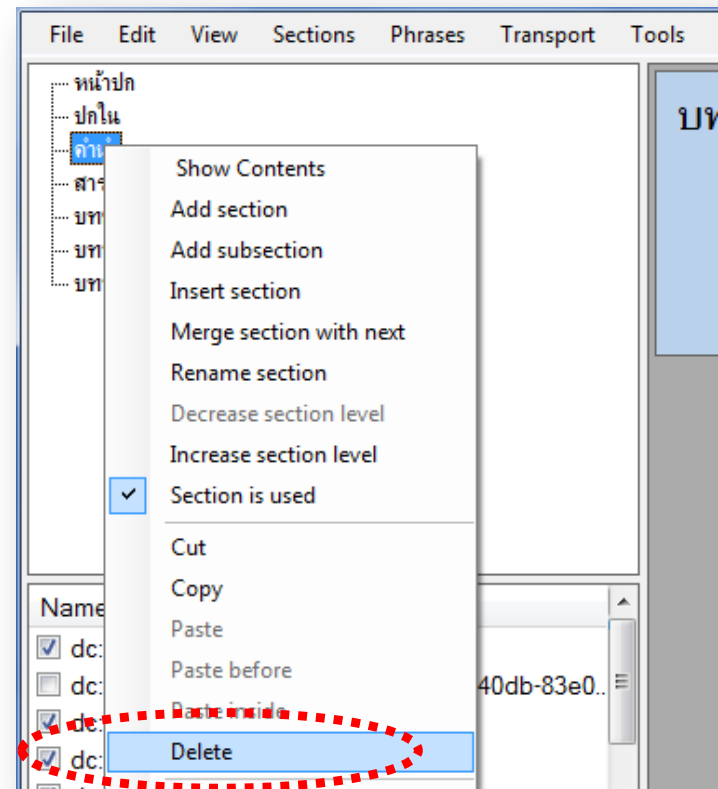 File Edit View Sections Phrases Transport Tools
หน้าปก
ปกใน
Show Contents
Add section
Add subsection
Insert section
Merge section with next
Rename section
Decrease section level
Increase section level
Section is used
Cut
Copy
Paste
Name
dc:
Paste before
dc: 40db-83e0..
Paste inside
dc:
Delete
dc: